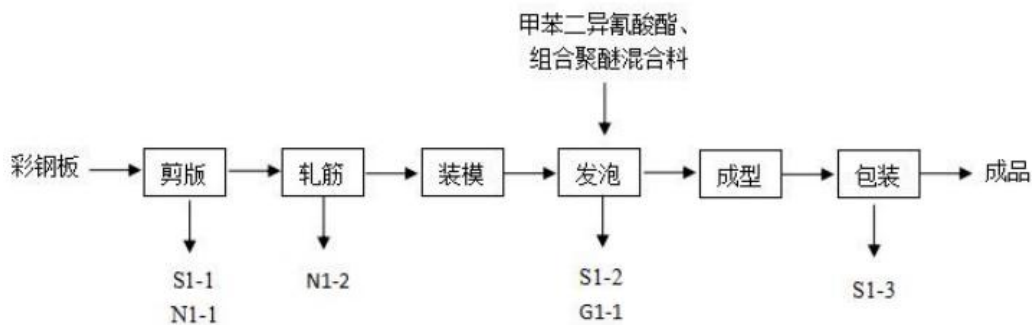 甲苯二异氰酸酯、
组合聚醚混合料
彩钢板
剪版
轧筋
装模
发泡
成型
包装
成品
S1-1
N1-1
N1-2
S1-2
G1-1
S1-3